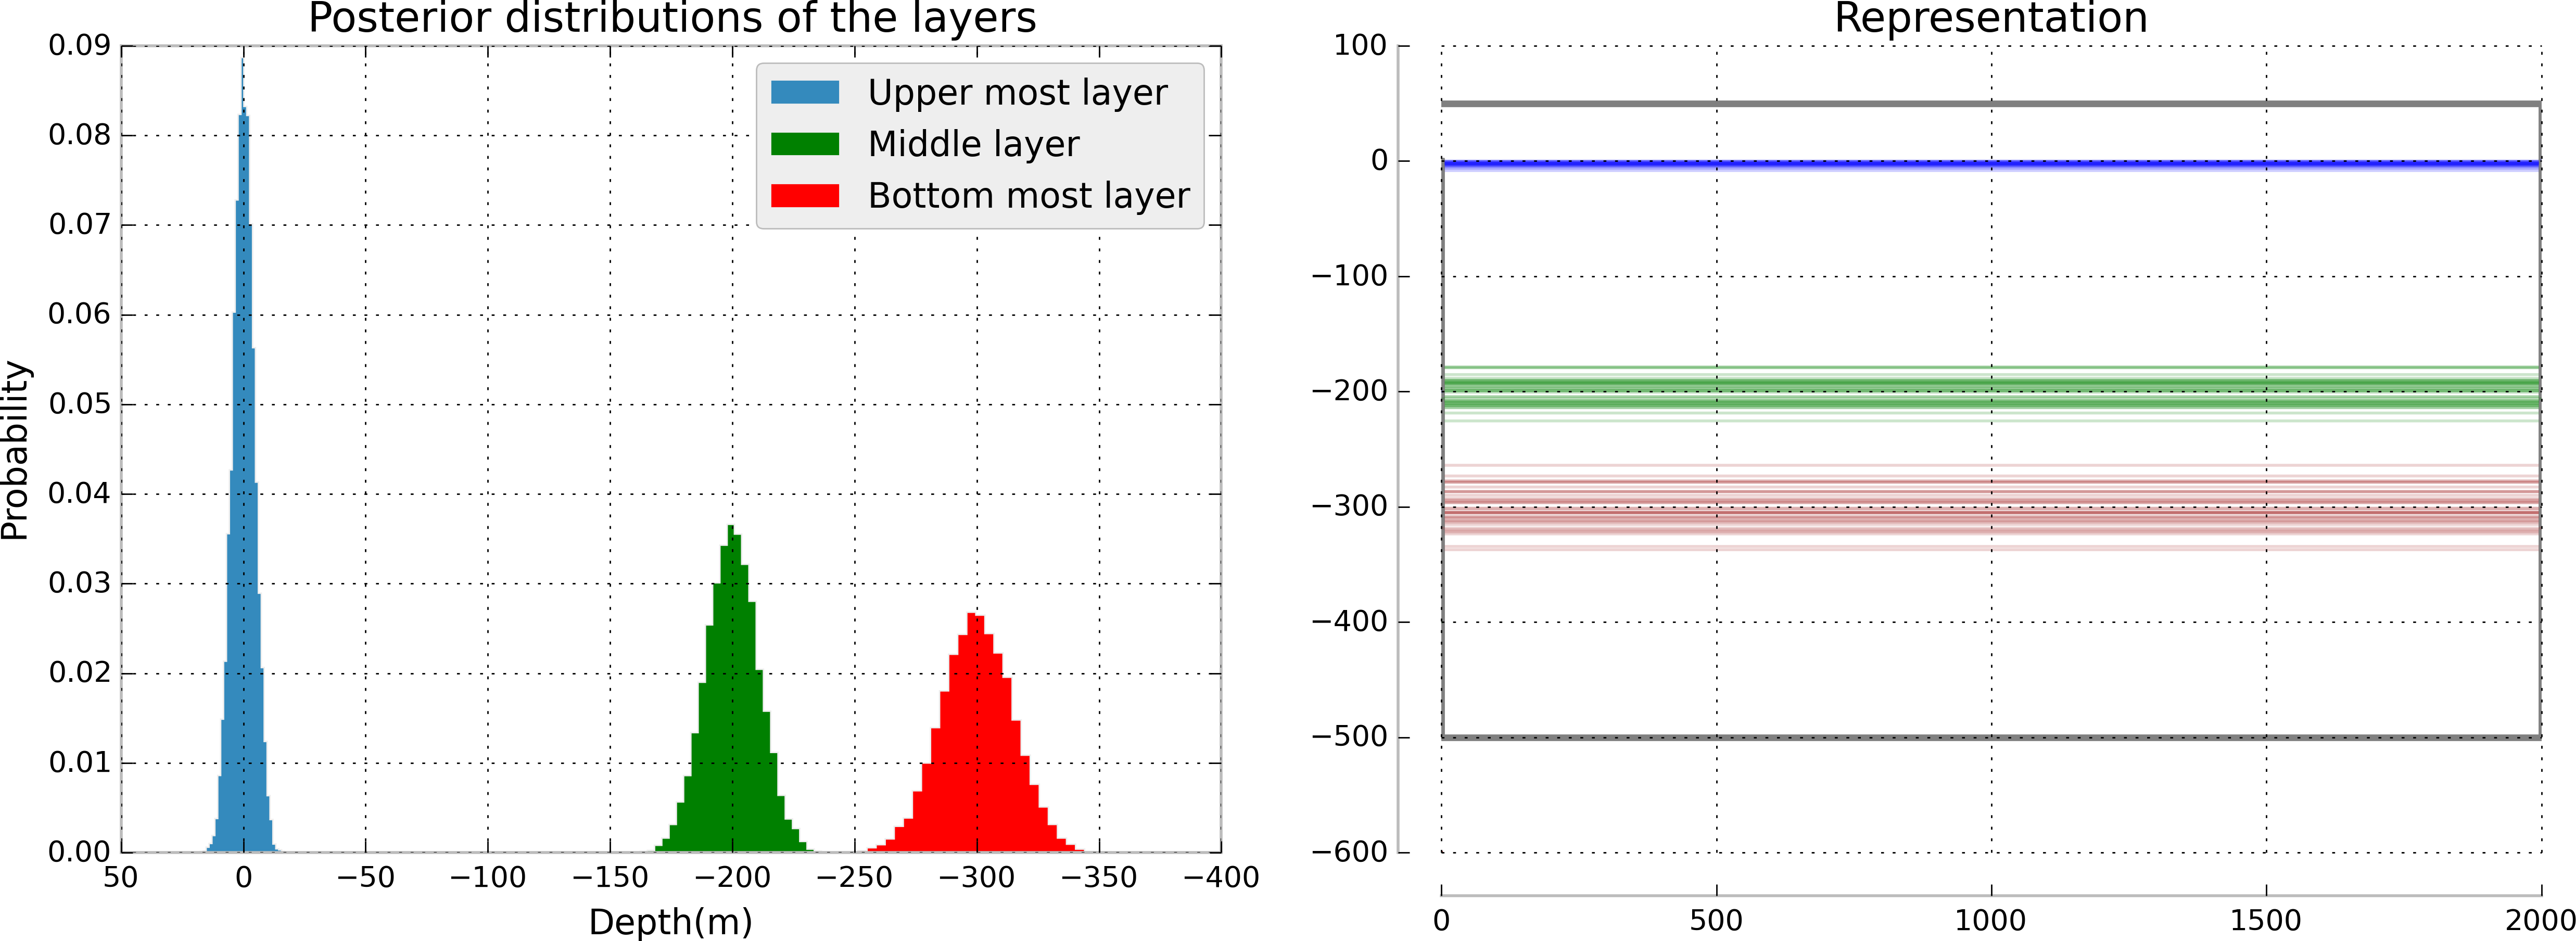 Posterior distributions of the layers
0.09
0.08
0.07
0.06
0.05
0.04
0.03
0.02
0.01
0.00
Probability
Upper most layer
Middle layer
Bottom most layer
50 0 −50 −100 −150 −200 −250 −300 −350 −400
Depth(m)
Representation
100
0
−100
−200
−300
−400
−500
−600
0 500 1000 1500 2000